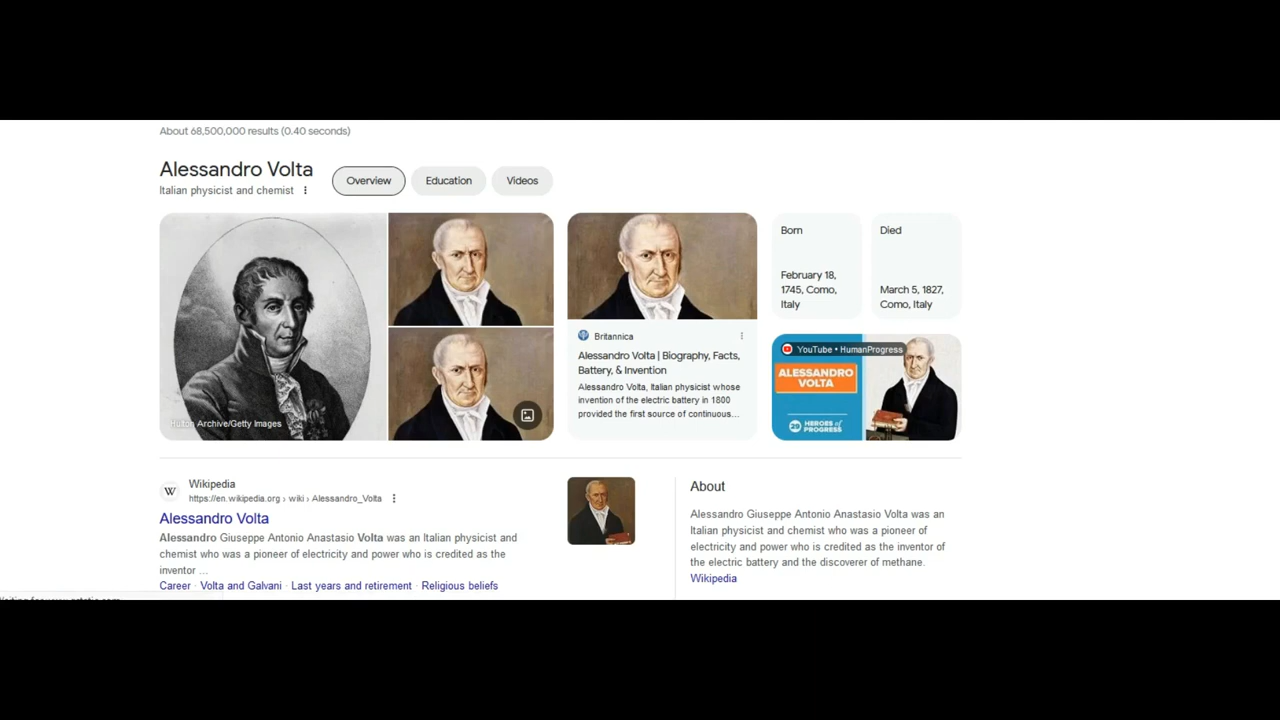 About 68,500,000 results (0.40 seconds)
Alessandro Volta
Italian physicist and chemist
Overview
Education
Videos
Hulton Archive/Getty Images
Britannica
Alessandro Volta | Biography, Facts,
Battery, & Invention
Alessandro Volta, Italian physicist whose
invention of the electric battery in 1800
provided the first source of continuous...
Born
February 18,
1745, Como,
Italy
Died
March 5, 1827,
Como, Italy
YouTube • HumanProgress
ALESSANDRO
VOLTA
HEROES of
PROGRESS
W
Wikipedia
https://en.wikipedia.org › wiki › Alessandro_Volta
Alessandro Volta
Alessandro Giuseppe Antonio Anastasio Volta was an Italian physicist and
chemist who was a pioneer of electricity and power who is credited as the
inventor ...
Career · Volta and Galvani · Last years and retirement · Religious beliefs
About
Alessandro Giuseppe Antonio Anastasio Volta was an
Italian physicist and chemist who was a pioneer of
electricity and power who is credited as the inventor of
the electric battery and the discoverer of methane.
Wikipedia